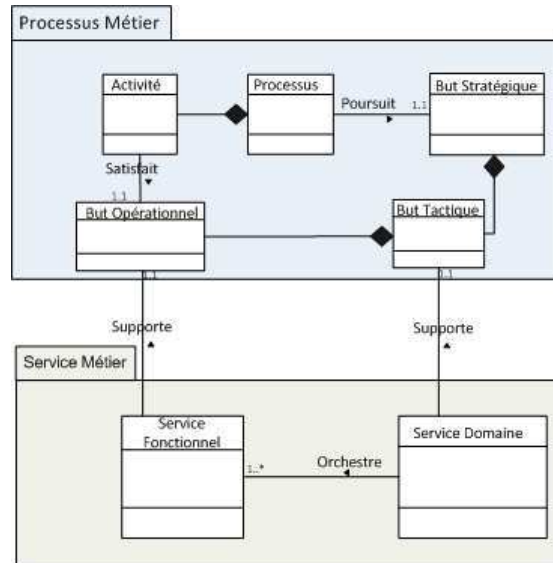 Processus Métier
Activité
Processus
But Stratégique
Poursuit
1.1
Satisfait
1.1
But Opérationnel
But Tactique
1.1
0.1
Supporte
Supporte
Service Métier
Service
Fonctionnel
Service Domaine
Orchestre
1..*